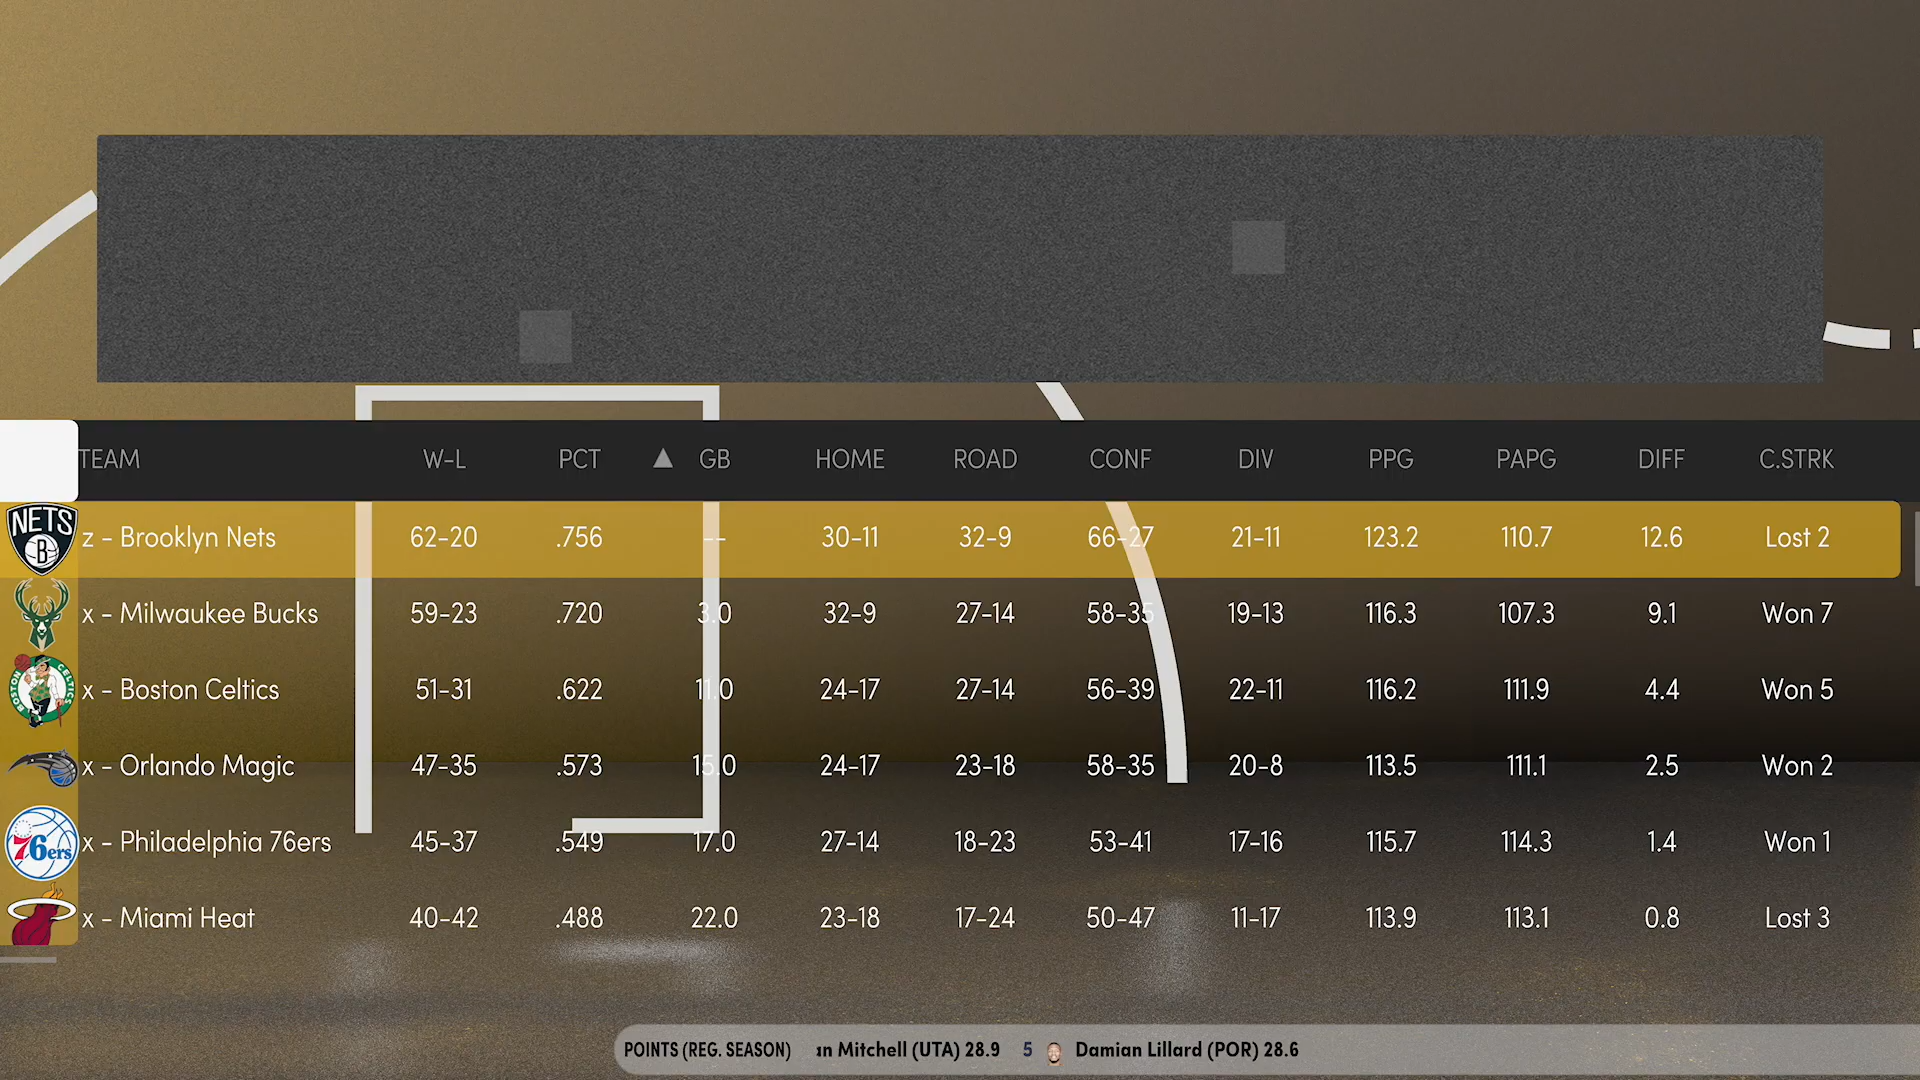 TEAM W-L PCT ▲ GB HOME ROAD CONF DIV PPG PAPG DIFF C.STRK
NETS B z - Brooklyn Nets 62-20 .756 -- 30-11 32-9 66-27 21-11 123.2 110.7 12.6 Lost 2
x - Milwaukee Bucks 59-23 .720 3.0 32-9 27-14 58-35 19-13 116.3 107.3 9.1 Won 7
BOSTON CELTICS x - Boston Celtics 51-31 .622 11.0 24-17 27-14 56-39 22-11 116.2 111.9 4.4 Won 5
x - Orlando Magic 47-35 .573 15.0 24-17 23-18 58-35 20-8 113.5 111.1 2.5 Won 2
76ers x - Philadelphia 76ers 45-37 .549 17.0 27-14 18-23 53-41 17-16 115.7 114.3 1.4 Won 1
x - Miami Heat 40-42 .488 22.0 23-18 17-24 50-47 11-17 113.9 113.1 0.8 Lost 3
POINTS (REG. SEASON) Mitchell (UTA) 28.9 5 Damian Lillard (POR) 28.6